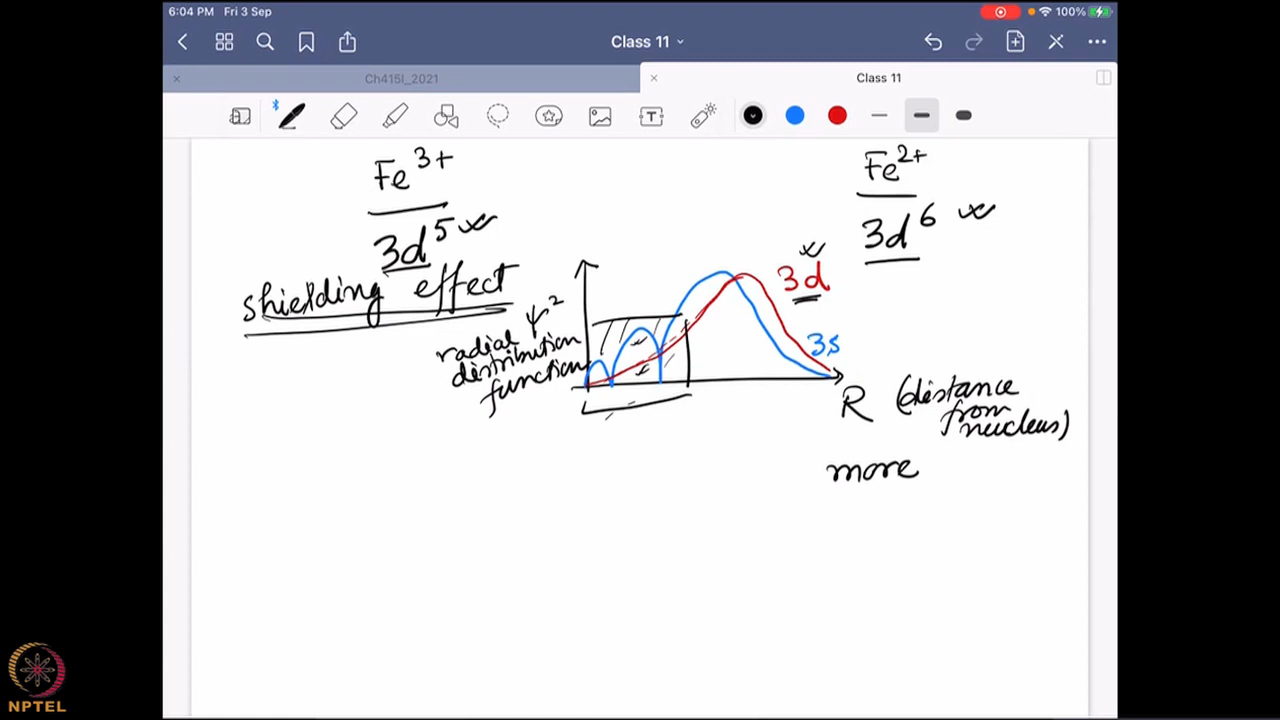 6:04 PM Fri 3 Sep
100%
Class 11
Ch415I_2021
Class 11
T
Fe3+
3d5
shielding effect
Fe2+
3d6
3d
3s
radial ψ2
distribution
function
R (distance
from
nucleus)
more
NPTEL